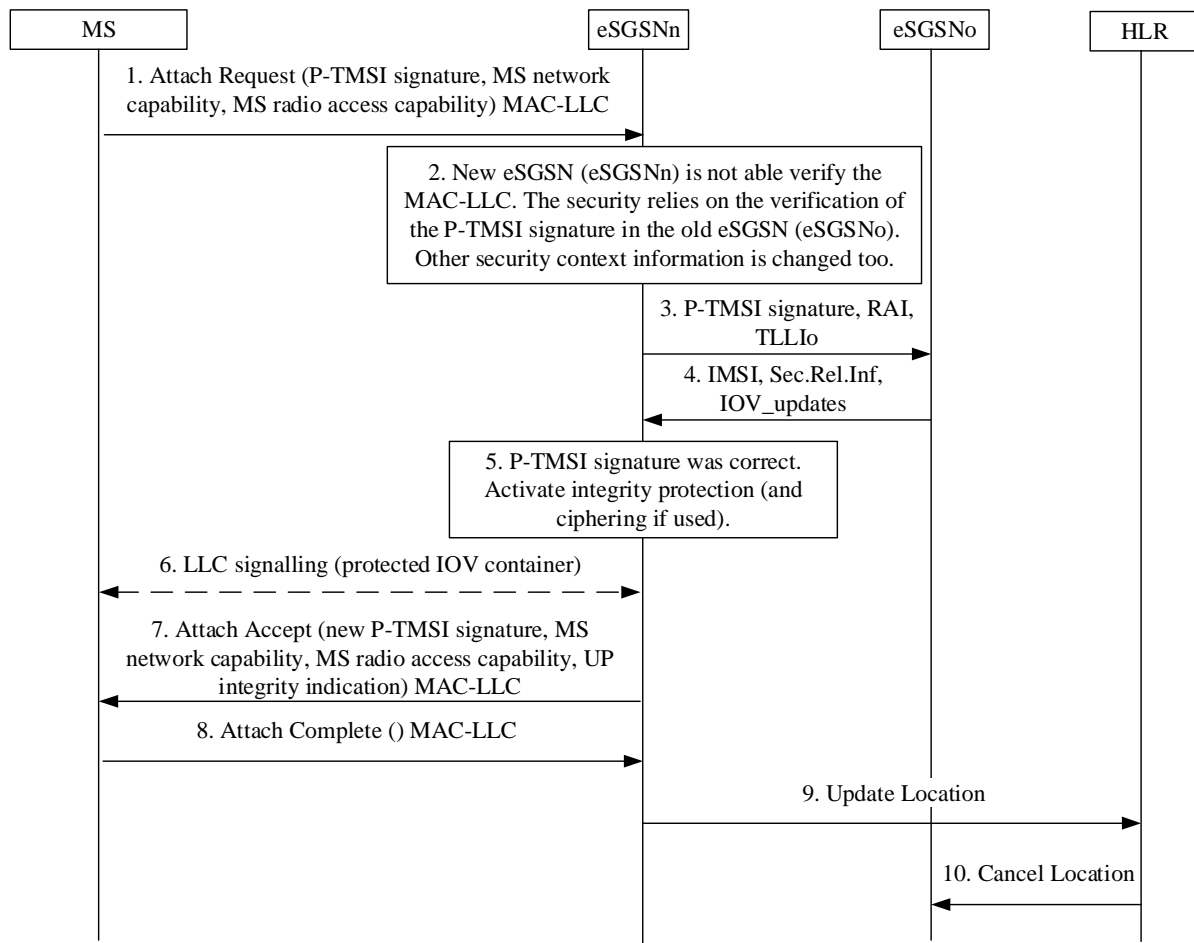 MS
eSGSNn
eSGSNo
HLR
1. Attach Request (P-TMSI signature, MS network
capability, MS radio access capability) MAC-LLC
2. New eSGSN (eSGSNn) is not able verify the
MAC-LLC. The security relies on the verification of
the P-TMSI signature in the old eSGSN (eSGSNo).
Other security context information is changed too.
3. P-TMSI signature, RAI,
TLLIo
4. IMSI, Sec.Rel.Inf,
IOV_updates
5. P-TMSI signature was correct.
Activate integrity protection (and
ciphering if used).
6. LLC signalling (protected IOV container)
7. Attach Accept (new P-TMSI signature, MS
network capability, MS radio access capability, UP
integrity indication) MAC-LLC
8. Attach Complete () MAC-LLC
9. Update Location
10. Cancel Location